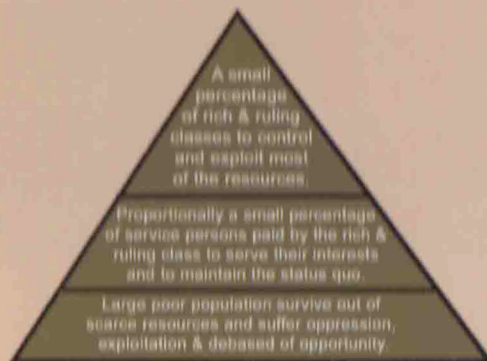 A small
percentage
of rich & ruling
classes to control
and exploit most
of the resources.
Proportionally a small percentage
of service persons paid by the rich &
ruling class to serve their interests
and to maintain the status quo.
Large poor population survive out of
scarce resources and suffer oppression,
exploitation & debased of opportunity.